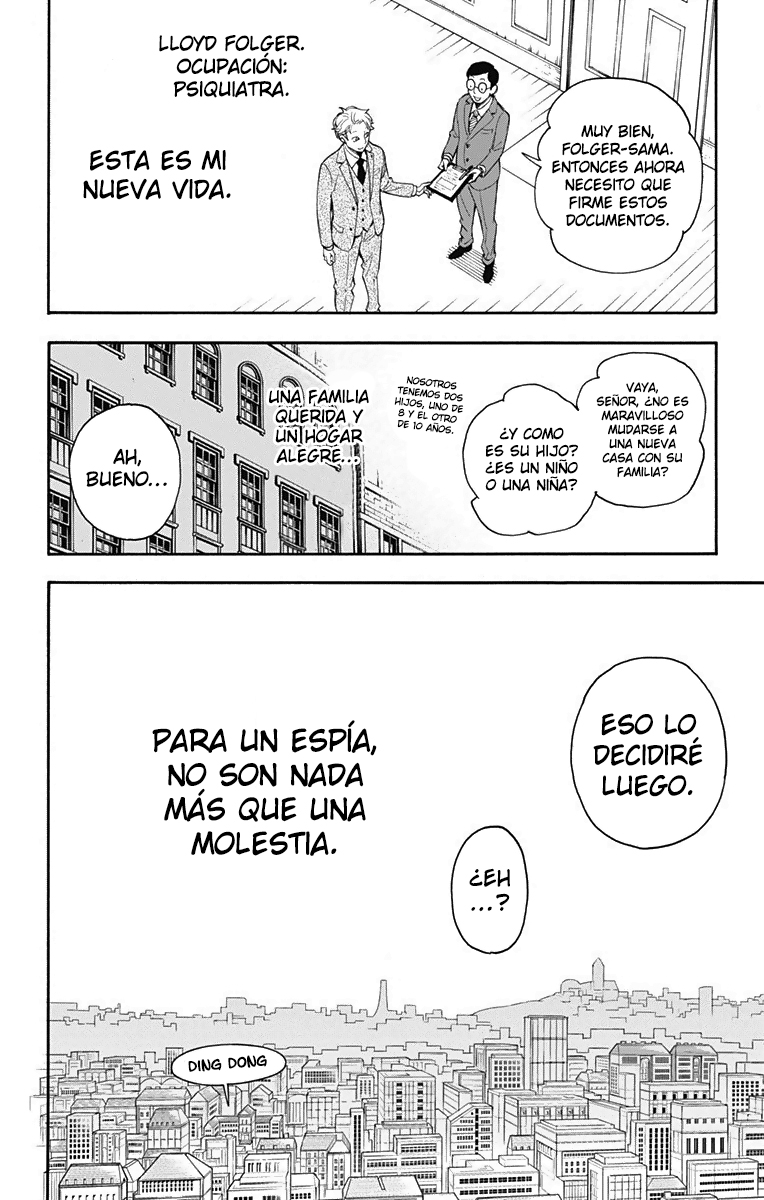 MUY BIEN,
FOLGER-SAMA.
ENTONCES AHORA
NECESITO QUE
FIRME ESTOS
DOCUMENTOS.
LLOYD FOLGER.
OCUPACIÓN:
PSIQUIATRA.
ESTA ES MI
NUEVA VIDA.
VAYA,
SEÑOR, ¿NO ES
MARAVILLOSO
MUDARSE A
UNA NUEVA
CASA CON SU
FAMILIA?
¿Y COMO
ES SU HIJO?
¿ES UN NIÑO
O UNA NIÑA?
NOSOTROS
TENEMOS DOS
HIJOS, UNO DE
8 Y EL OTRO
DE 10 AÑOS.
UNA FAMILIA
QUERIDA Y
UN HOGAR
ALEGRE...
AH,
BUENO...
ESO LO
DECIDIRÉ
LUEGO.
¿EH
...?
PARA UN ESPÍA,
NO SON NADA
MÁS QUE UNA
MOLESTIA.
DING DONG